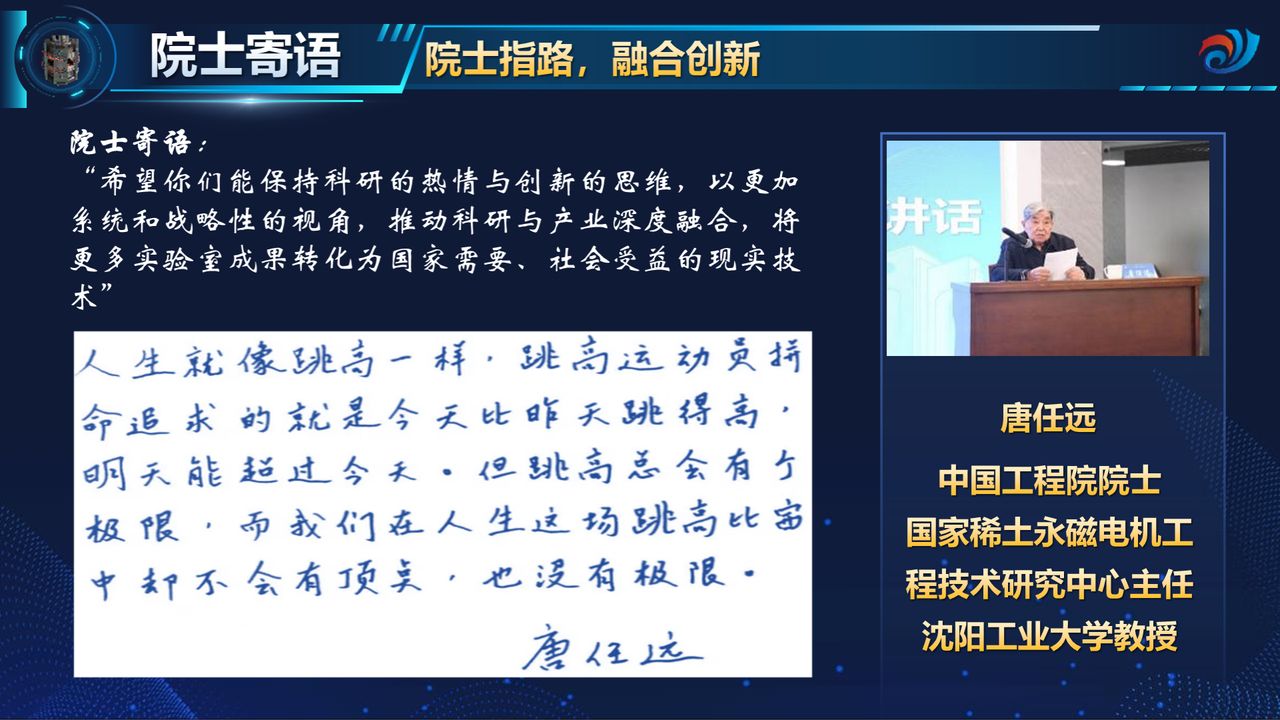 院士寄语
院士指路，融合创新
院士寄语：
“希望你们能保持科研的热情与创新的思维，以更加
系统和战略性的视角，推动科研与产业深度融合，将
更多实验室成果转化为国家需要、社会受益的现实技
术”
人生就像跳高一样，跳高运动员拼
命追求的就是今天比昨天跳得高，
明天能超过今天。但跳高总会有个
极限，而我们在人生这场跳高比宙
中却不会有顶点，也没有极限。
唐任远
讲话
唐任远
中国工程院院士
国家稀土永磁电机工
程技术研究中心主任
沈阳工业大学教授